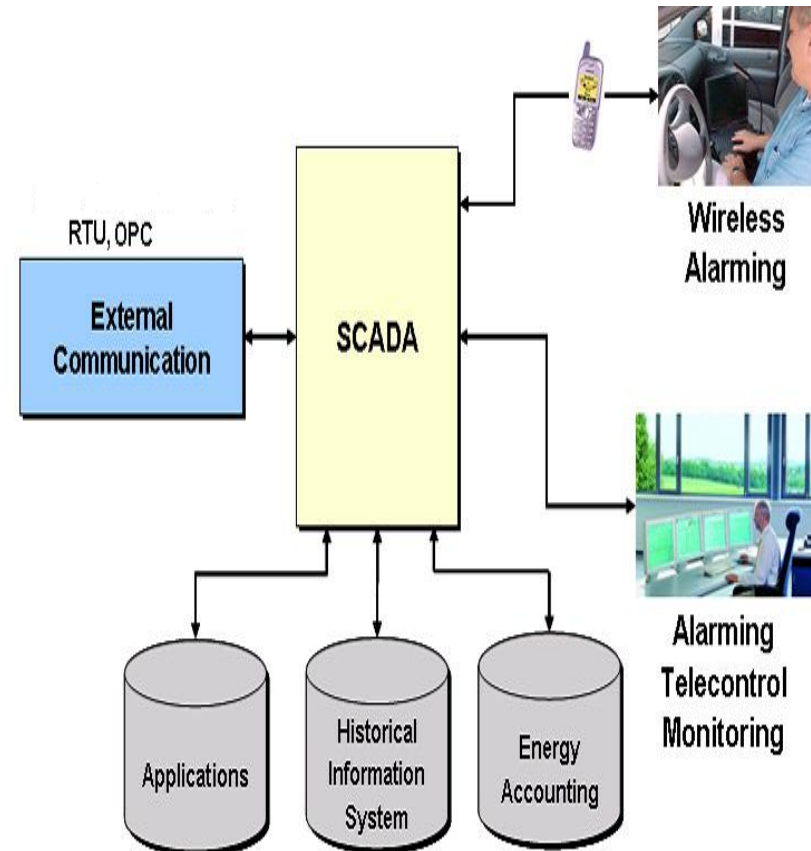 RTU, OPC
External
Communication
SCADA
Wireless
Alarming
Alarming
Telecontrol
Monitoring
Applications
Historical
Information
System
Energy
Accounting